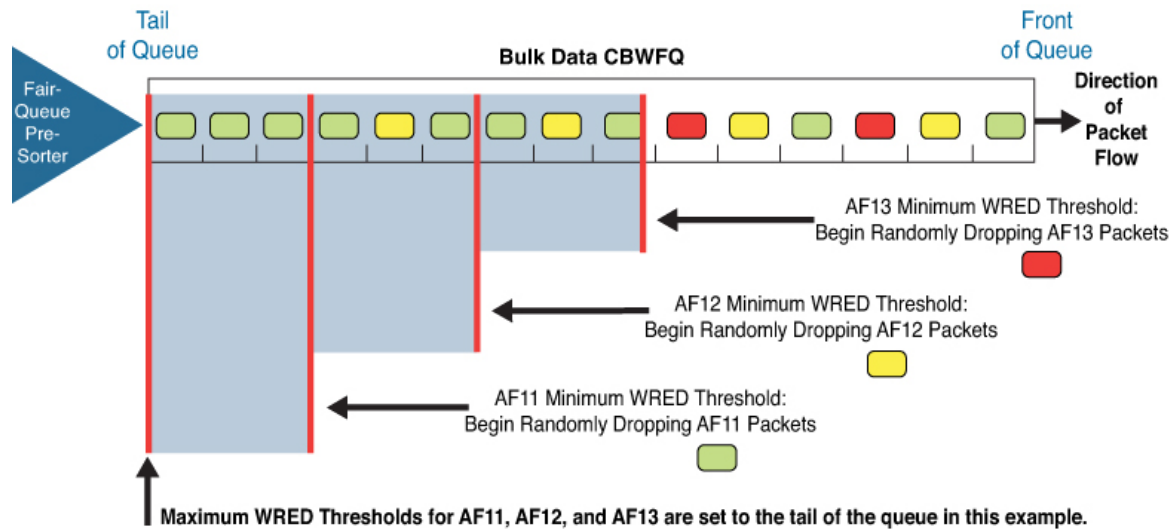 Tail
of Queue
Front
of Queue
Bulk Data CBWFQ
Fair-
Queue
Pre-
Sorter
Direction
of
Packet
Flow
AF13 Minimum WRED Threshold:
Begin Randomly Dropping AF13 Packets
AF12 Minimum WRED Threshold:
Begin Randomly Dropping AF12 Packets
AF11 Minimum WRED Threshold:
Begin Randomly Dropping AF11 Packets
Maximum WRED Thresholds for AF11, AF12, and AF13 are set to the tail of the queue in this example.